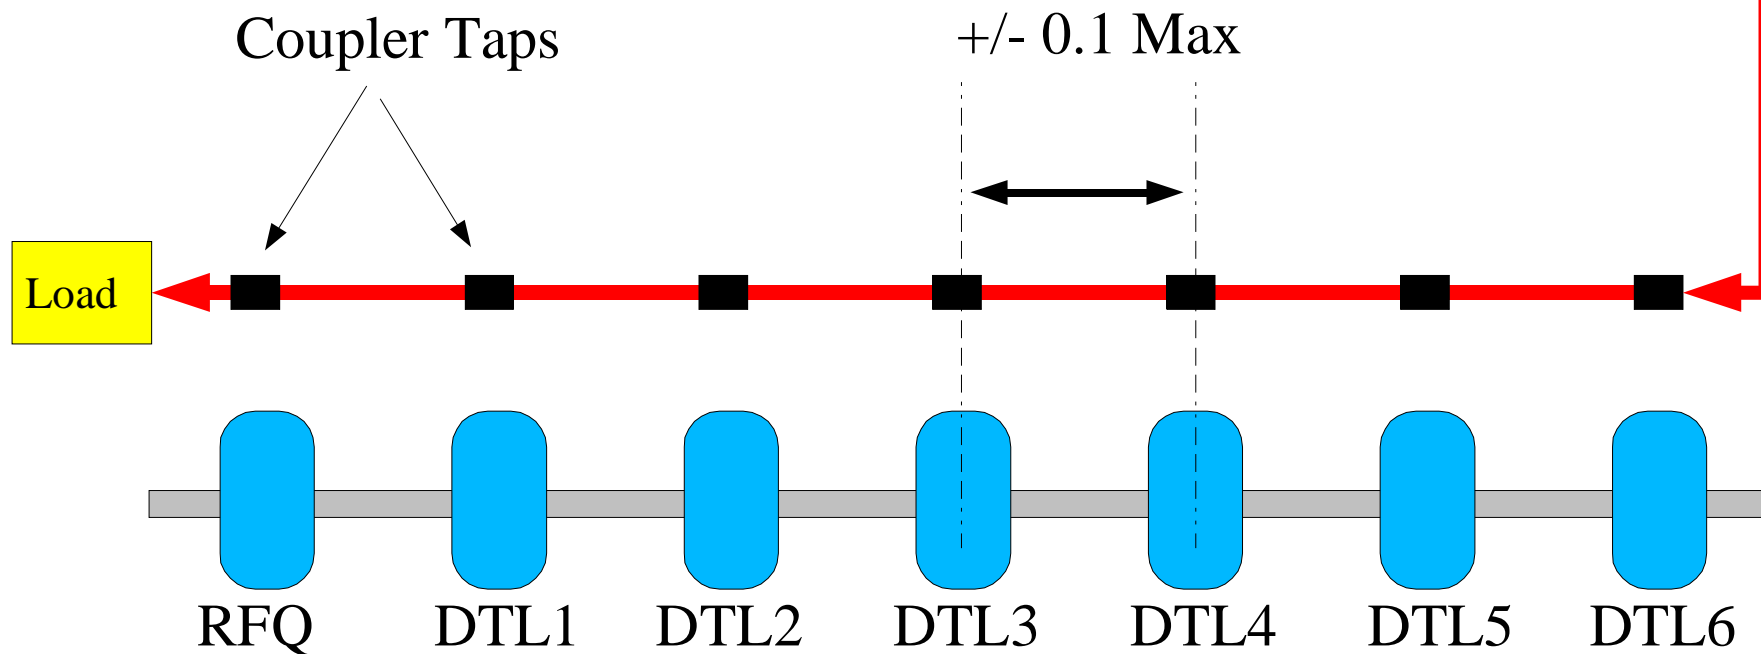 Coupler Taps
+/- 0.1 Max
Load
RFQ DTL1 DTL2 DTL3 DTL4 DTL5 DTL6